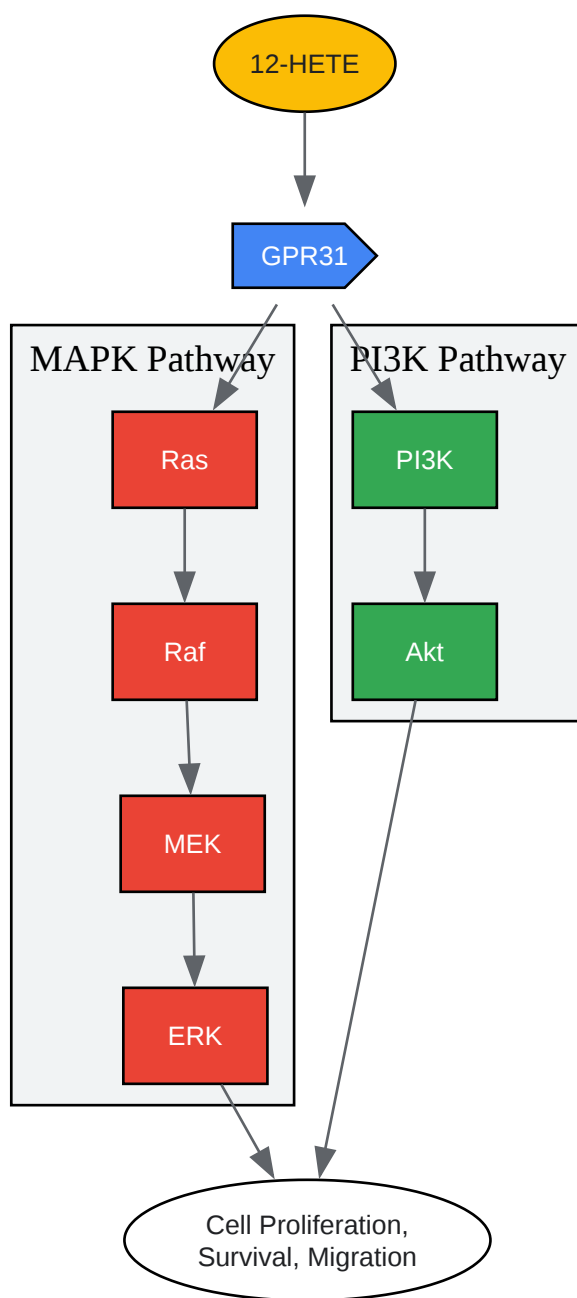 12-HETE
GPR31
MAPK Pathway
PI3K Pathway
Ras
PI3K
Raf
Akt
MEK
ERK
Cell Proliferation,
Survival, Migration